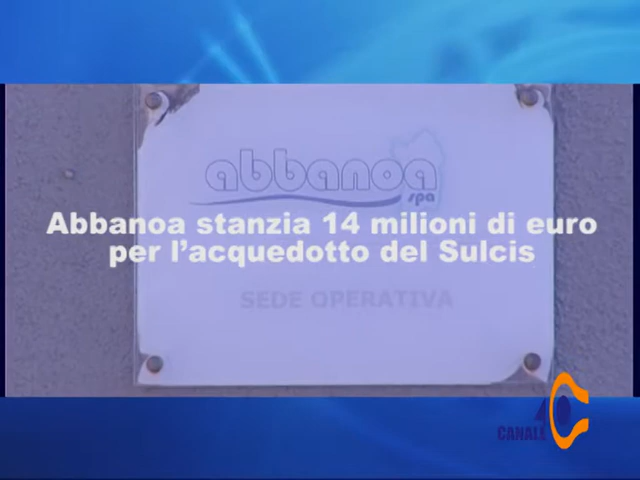 abbanoa
spa
Abbanoa stanzia 14 milioni di euro
per l'acquedotto del Sulcis
SEDE OPERATIVA
CANALE 40